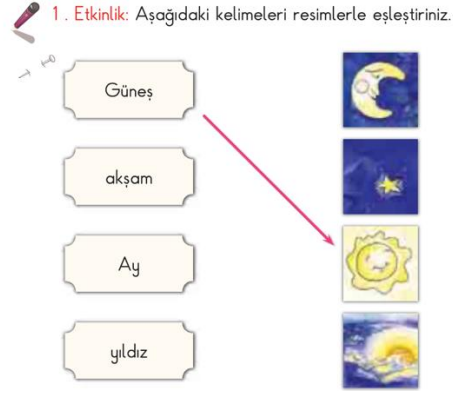 1. Etkinlik: Aşağıdaki kelimeleri resimlerle eşleştiriniz.
Güneş
akşam
Ay
yıldız